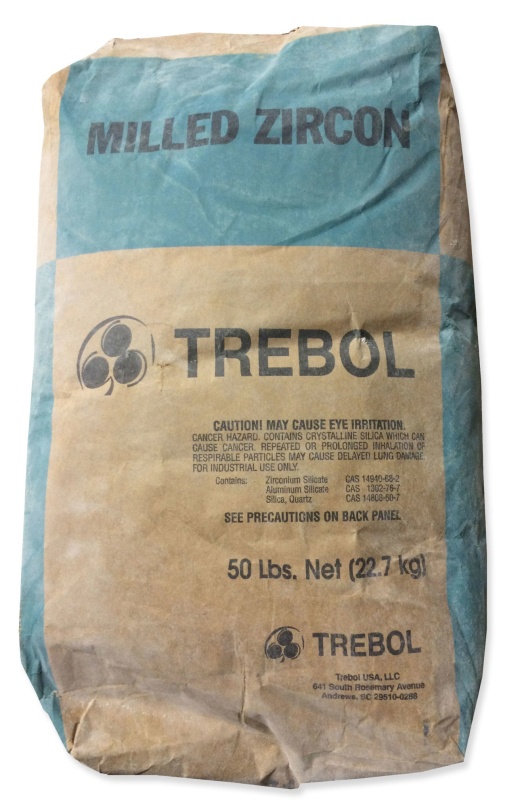 MILLED ZIRCON
TREBOL
CAUTION! MAY CAUSE EYE IRRITATION.
CANCER HAZARD. CONTAINS CRYSTALLINE SILICA WHICH CAN
CAUSE CANCER. REPEATED OR PROLONGED INHALATION OF
RESPIRABLE PARTICLES MAY CAUSE DELAYED LUNG DAMAGE.
FOR INDUSTRIAL USE ONLY.
Contains: Zirconium Silicate CAS 14940-68-2
Aluminum Silicate CAS 1302-76-7
Silica, Quartz CAS 14808-60-7
SEE PRECAUTIONS ON BACK PANEL
50 Lbs. Net (22.7 kg)
TREBOL
Trebol USA, LLC
641 South Rosemary Avenue
Andrews, SC 29510-0288